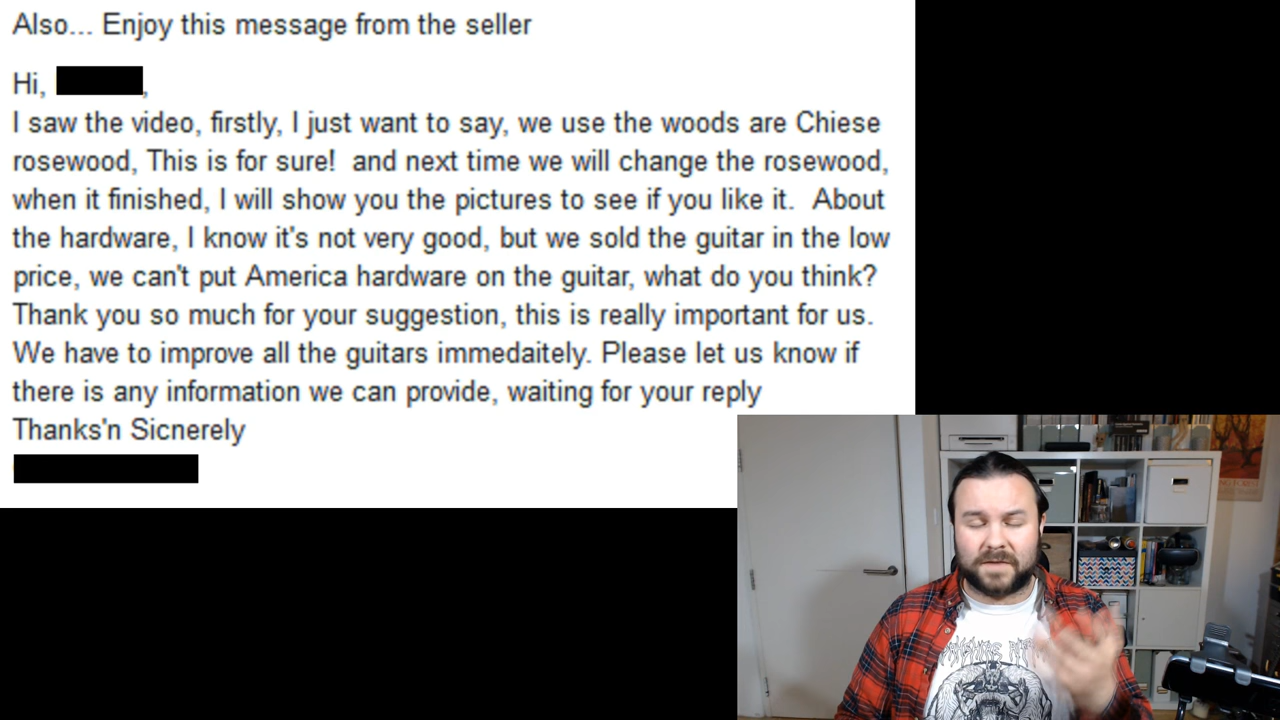 Also... Enjoy this message from the seller
Hi, ,
I saw the video, firstly, I just want to say, we use the woods are Chiese
rosewood, This is for sure!  and next time we will change the rosewood,
when it finished, I will show you the pictures to see if you like it.  About
the hardware, I know it's not very good, but we sold the guitar in the low
price, we can't put America hardware on the guitar, what do you think?
Thank you so much for your suggestion, this is really important for us.
We have to improve all the guitars immedaitely. Please let us know if
there is any information we can provide, waiting for your reply
Thanks'n Sicnerely